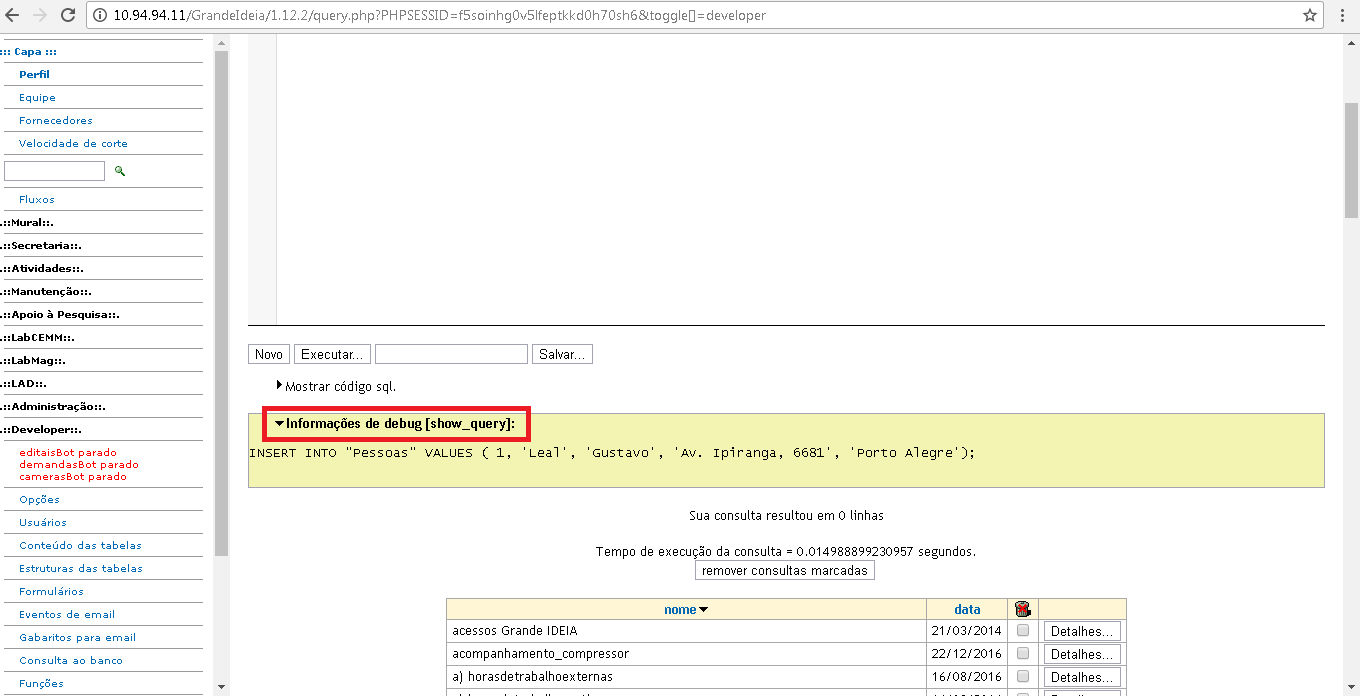 10.94.94.11/GrandeIdeia/1.12.2/query.php?PHPSESSID=f5soinhg0v5lfeptkkd0h70sh6&toggle[]=developer
::: Capa :::
Perfil
Equipe
Fornecedores
Velocidade de corte
Fluxos
.::Mural::.
.::Secretaria::.
.::Atividades::.
.::Manutenção::.
.::Apoio à Pesquisa::.
.::LabCEMM::.
.::LabMag::.
.::LAD::.
.::Administração::.
.::Developer::.
editaisBot parado
demandasBot parado
camerasBot parado
Opções
Usuários
Conteúdo das tabelas
Estruturas das tabelas
Formulários
Eventos de email
Gabaritos para email
Consulta ao banco
Funções
Novo Executar... Salvar...
Mostrar código sql.
Informações de debug [show_query]:
INSERT INTO "Pessoas" VALUES ( 1, 'Leal', 'Gustavo', 'Av. Ipiranga, 6681', 'Porto Alegre');
Sua consulta resultou em 0 linhas
Tempo de execução da consulta = 0.014988899230957 segundos.
remover consultas marcadas
nome data
acessos Grande IDEIA 21/03/2014 Detalhes...
acompanhamento_compressor 22/12/2016 Detalhes...
a) horasdetrabalhoexternas 16/08/2016 Detalhes...